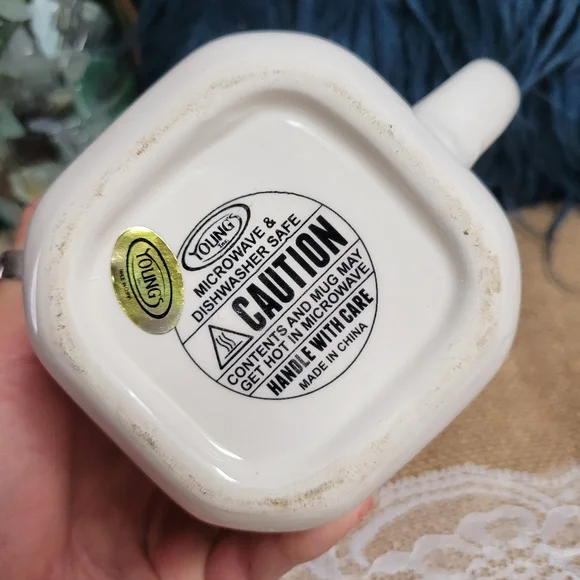 YOUNG'S
INC.
MICROWAVE &
DISHWASHER SAFE
CAUTION
CONTENTS AND MUG MAY
GET HOT IN MICROWAVE
HANDLE WITH CARE
MADE IN CHINA
YOUNG'S